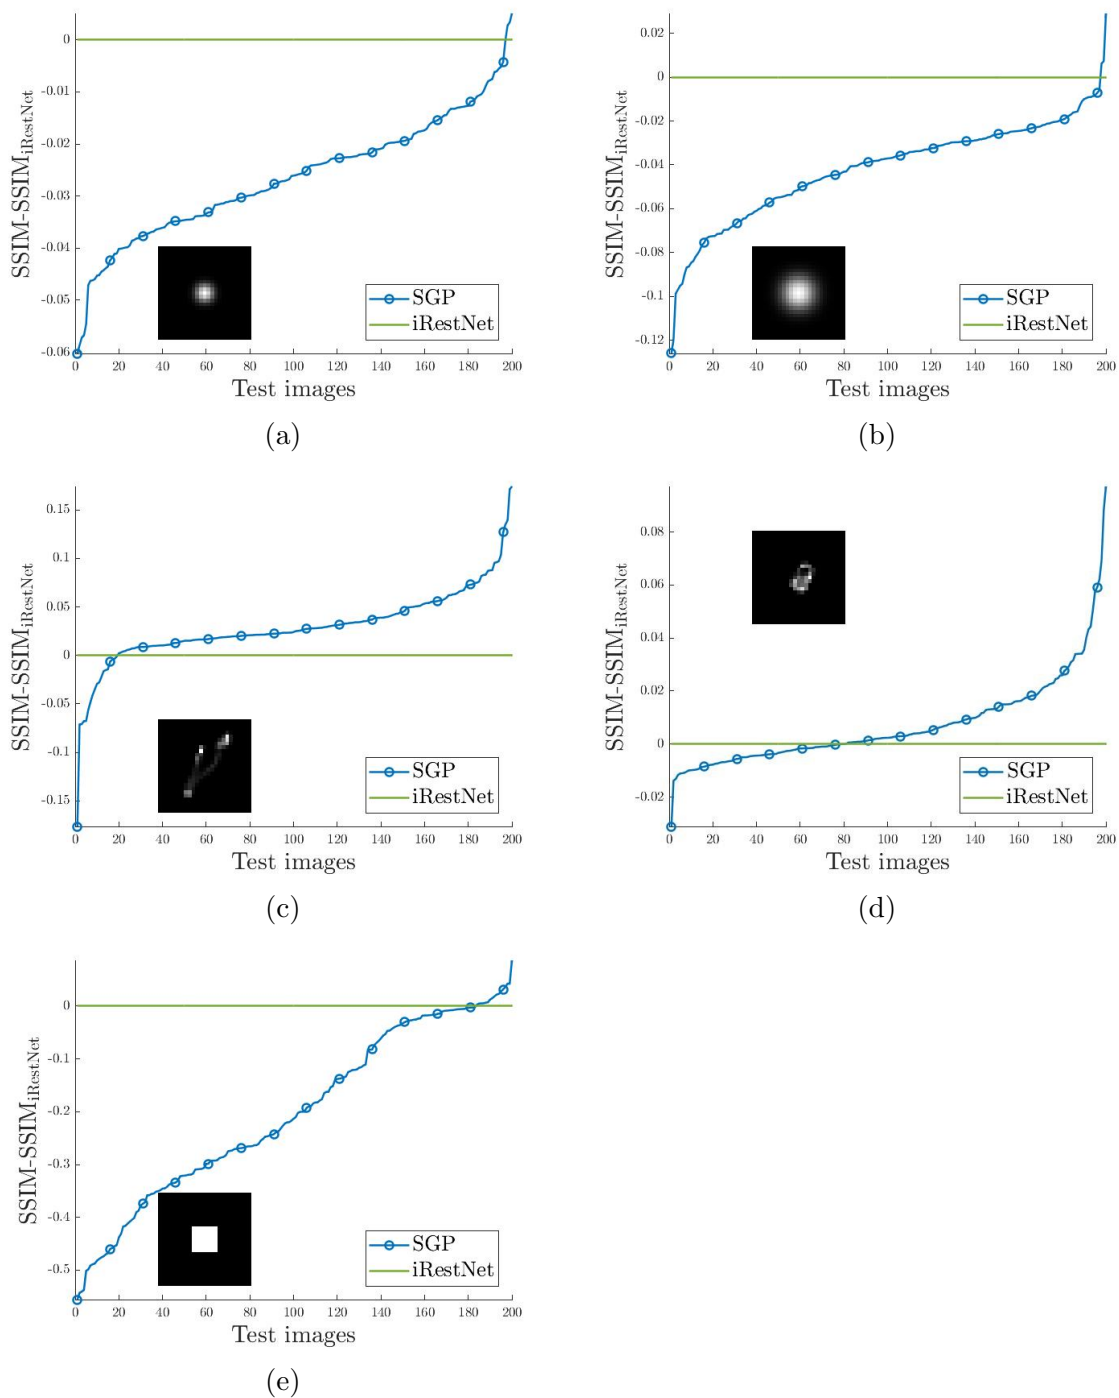 0
-0.01
-0.02
-0.03
-0.04
-0.05
-0.06
SSIM-SSIM_iRestNet
SGP
iRestNet
0 20 40 60 80 100 120 140 160 180 200
Test images
(a)
0.02
0
-0.02
-0.04
-0.06
-0.08
-0.1
-0.12
SSIM-SSIM_iRestNet
SGP
iRestNet
0 20 40 60 80 100 120 140 160 180 200
Test images
(b)
0.15
0.1
0.05
0
-0.05
-0.1
-0.15
SSIM-SSIM_iRestNet
SGP
iRestNet
0 20 40 60 80 100 120 140 160 180 200
Test images
(c)
0.08
0.06
0.04
0.02
0
-0.02
SSIM-SSIM_iRestNet
SGP
iRestNet
0 20 40 60 80 100 120 140 160 180 200
Test images
(d)
0
-0.1
-0.2
-0.3
-0.4
-0.5
SSIM-SSIM_iRestNet
SGP
iRestNet
0 20 40 60 80 100 120 140 160 180 200
Test images
(e)